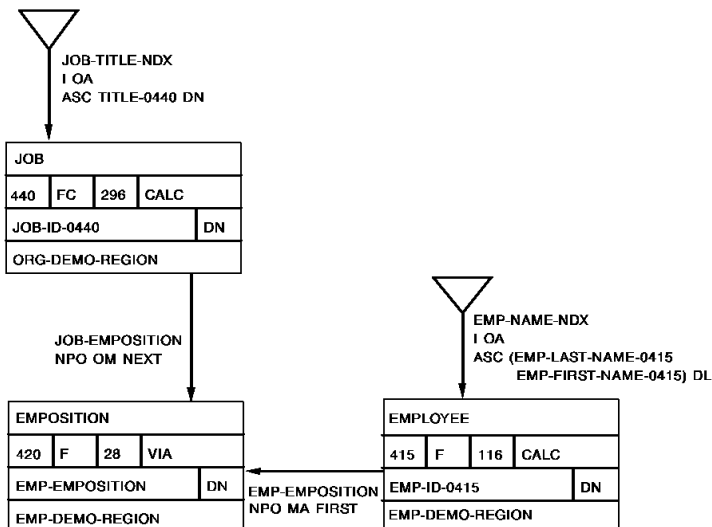 JOB-TITLE-NDX
I OA
ASC TITLE-0440 DN
JOB
440 FC 296 CALC
JOB-ID-0440 DN
ORG-DEMO-REGION
JOB-EMPOSITION
NPO OM NEXT
EMP-NAME-NDX
I OA
ASC (EMP-LAST-NAME-0415
EMP-FIRST-NAME-0415) DL
EMPOSITION
420 F 28 VIA
EMP-EMPOSITION DN
EMP-DEMO-REGION
EMP-EMPOSITION
NPO MA FIRST
EMPLOYEE
415 F 116 CALC
EMP-ID-0415 DN
EMP-DEMO-REGION